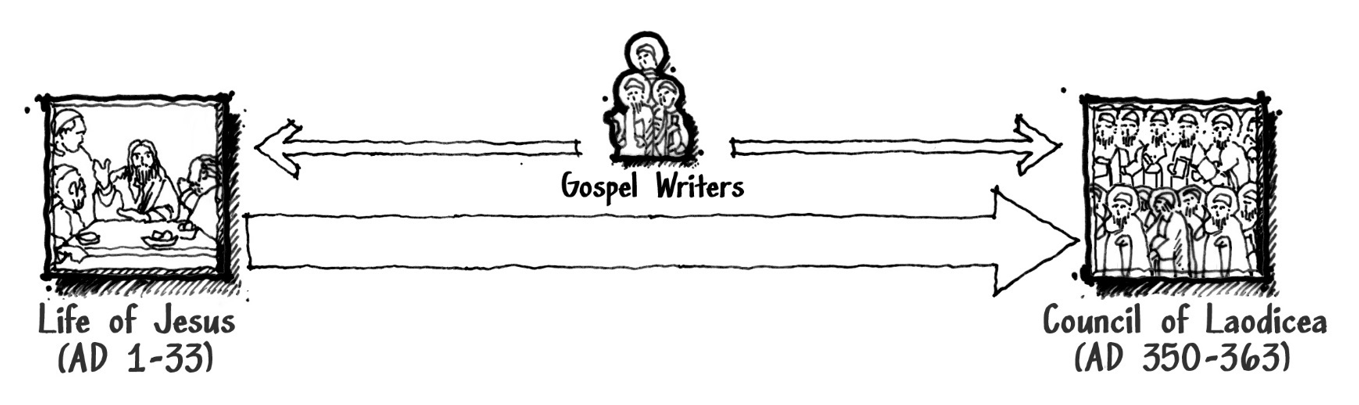 Gospel Writers
Life of Jesus
(AD 1-33)
Council of Laodicea
(AD 350-363)